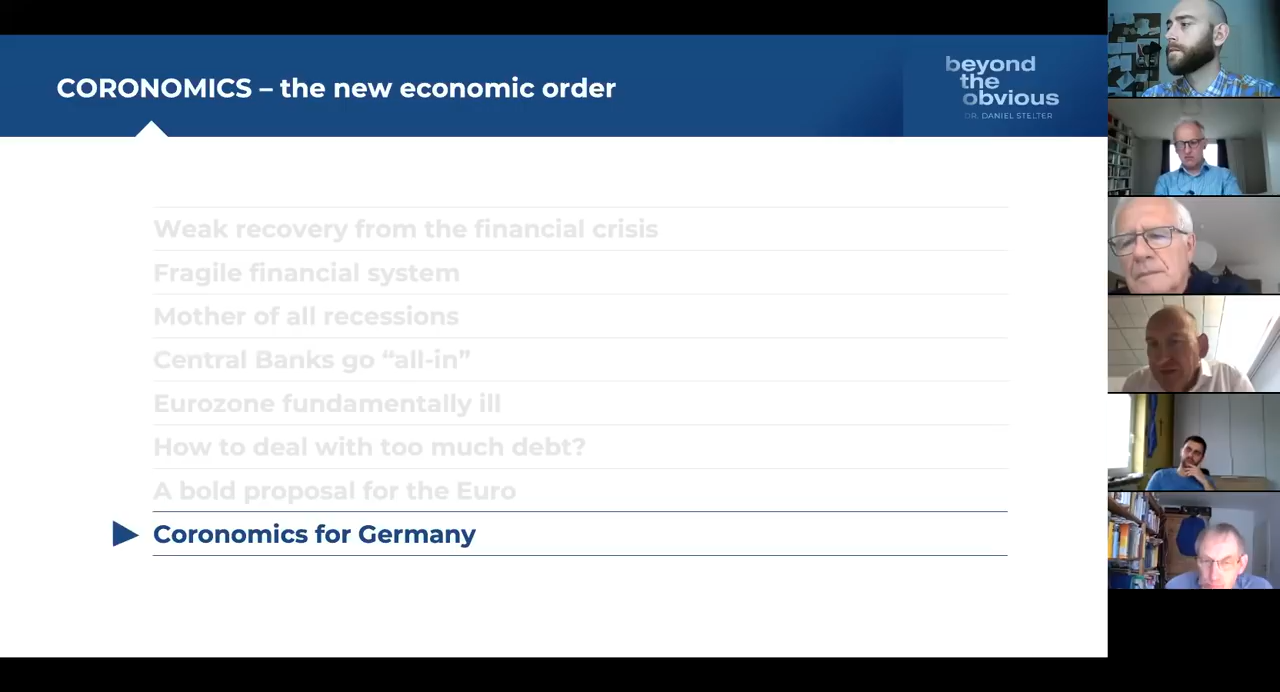 CORONOMICS – the new economic order
beyond
the
obvious
DR. DANIEL STELTER
Weak recovery from the financial crisis
Fragile financial system
Mother of all recessions
Central Banks go “all-in”
Eurozone fundamentally ill
How to deal with too much debt?
A bold proposal for the Euro
Coronomics for Germany